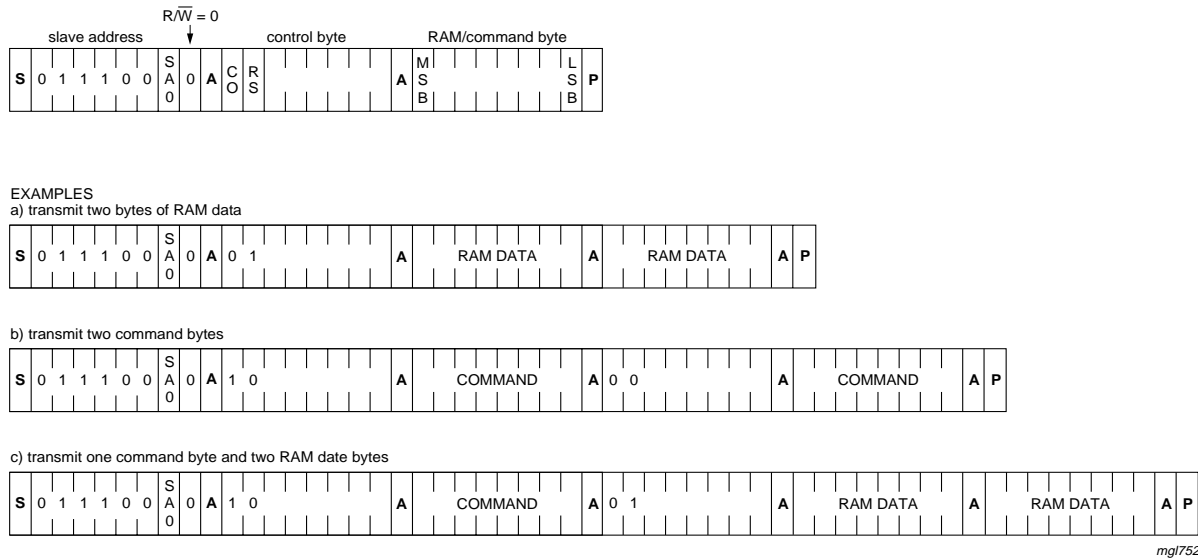 R/W = 0
slave address control byte RAM/command byte
S 0 1 1 1 0 0 SA0 0 A CO RS A MSB LSB P
EXAMPLES
a) transmit two bytes of RAM data
S 0 1 1 1 0 0 SA0 0 A 0 1 A RAM DATA A RAM DATA A P
b) transmit two command bytes
S 0 1 1 1 0 0 SA0 0 A 1 0 A COMMAND A 0 0 A COMMAND A P
c) transmit one command byte and two RAM date bytes
S 0 1 1 1 0 0 SA0 0 A 1 0 A COMMAND A 0 1 A RAM DATA A RAM DATA A P
mgl752